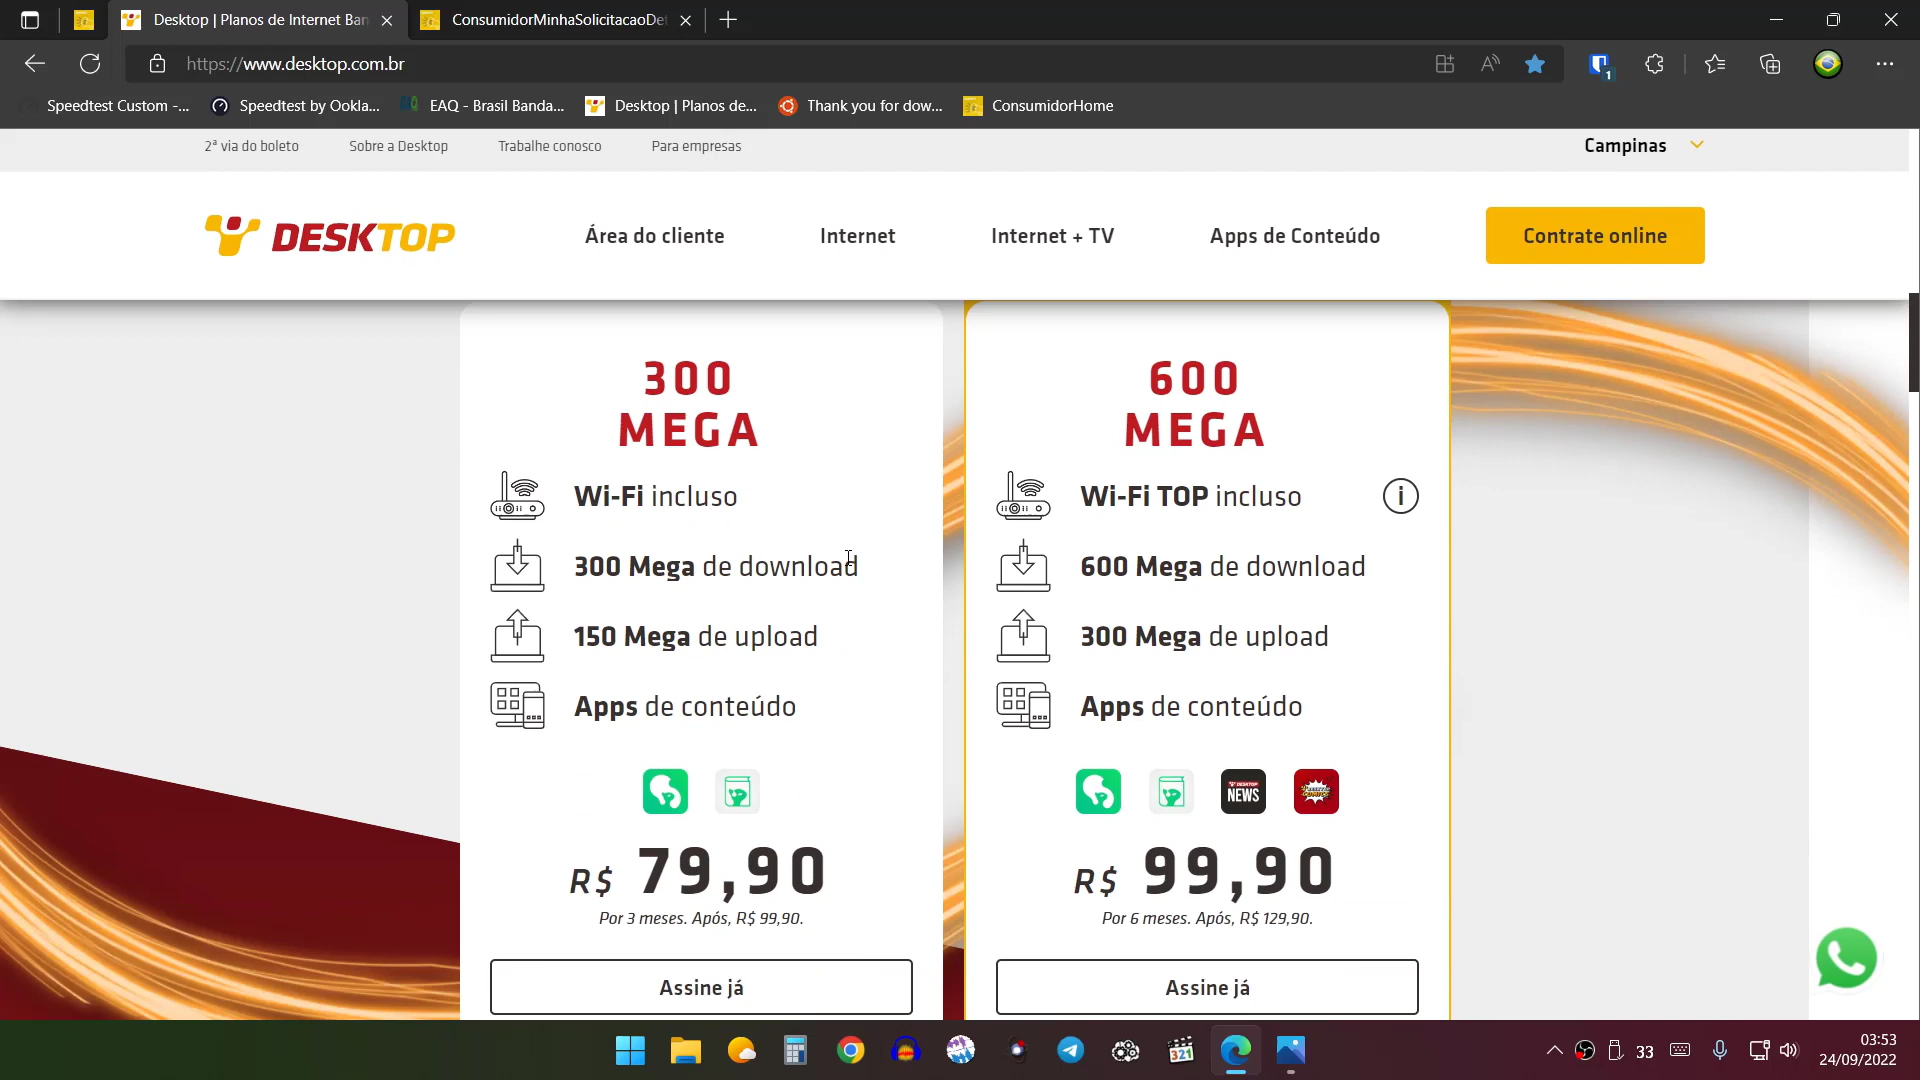 Desktop | Planos de Internet Ban
ConsumidorMinhaSolicitacaoDet
https://www.desktop.com.br
1
Speedtest Custom -...
Speedtest by Ookla...
EAQ - Brasil Banda...
Desktop | Planos de...
Thank you for dow...
ConsumidorHome
2ª via do boleto
Sobre a Desktop
Trabalhe conosco
Para empresas
Campinas
DESKTOP
Área do cliente
Internet
Internet + TV
Apps de Conteúdo
Contrate online
300
MEGA
Wi-Fi incluso
300 Mega de download
150 Mega de upload
Apps de conteúdo
R$ 79,90
Por 3 meses. Após, R$ 99,90.
Assine já
600
MEGA
Wi-Fi TOP incluso
i
600 Mega de download
300 Mega de upload
Apps de conteúdo
DESKTOP
NEWS
R$ 99,90
Por 6 meses. Após, R$ 129,90.
Assine já
321
33
03:53
24/09/2022